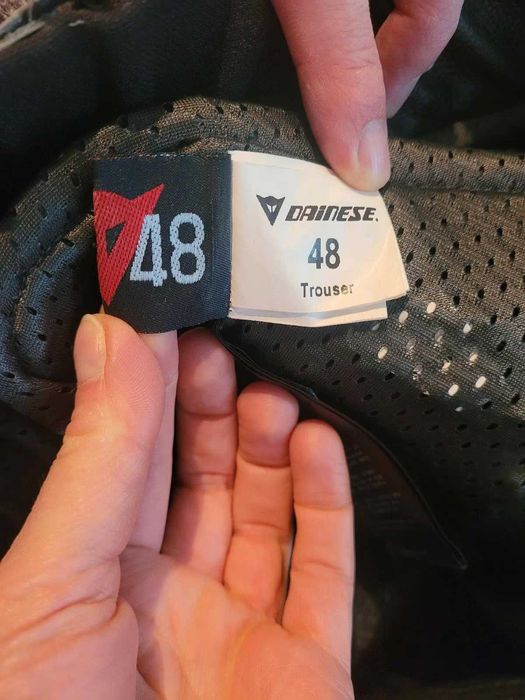 48
DAINESE.
48
Trouser